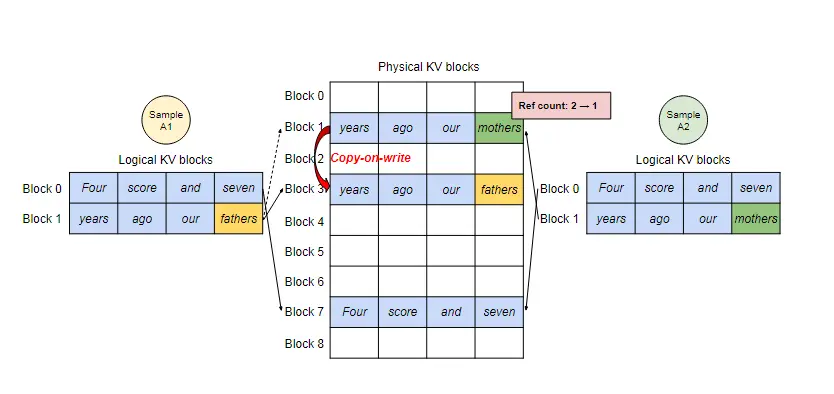 Physical KV blocks
Block 0
Ref count: 2 → 1
Sample
A1
Sample
A2
Block 1 years ago our mothers
Logical KV blocks
Block 2 Copy-on-write
Logical KV blocks
Block 0 Four score and seven
Block 3 years ago our fathers
Block 0 Four score and seven
Block 1 years ago our fathers
Block 4
Block 1 years ago our mothers
Block 5
Block 6
Block 7 Four score and seven
Block 8